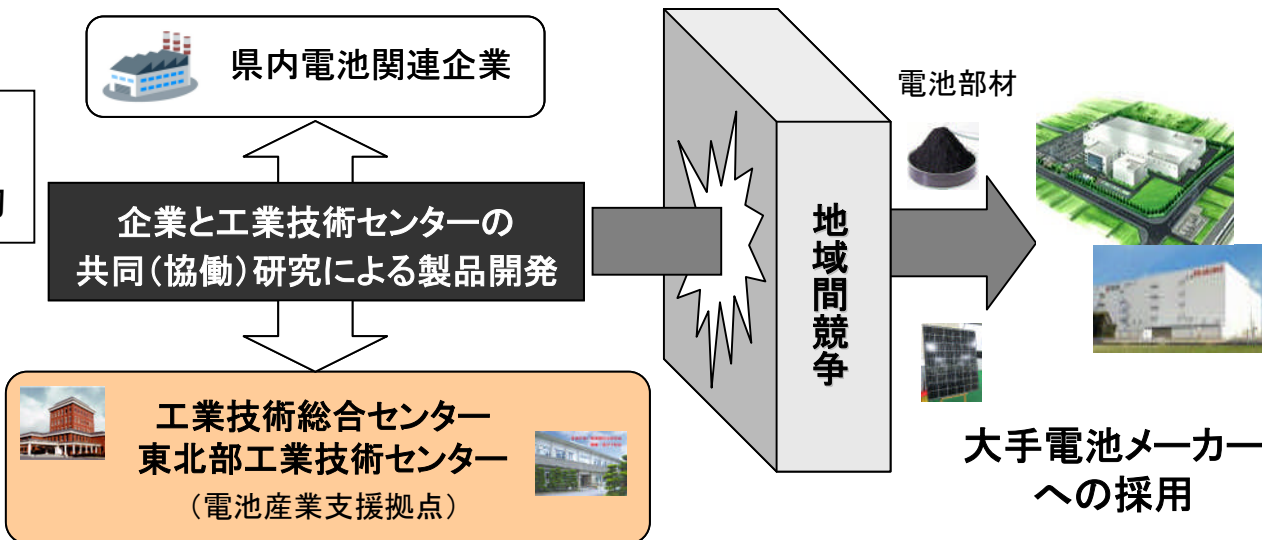 県内電池関連企業
企業と工業技術センターの
共同(協働)研究による製品開発
工業技術総合センター
東北部工業技術センター
(電池産業支援拠点)
地域間競争
電池部材
大手電池メーカー
への採用